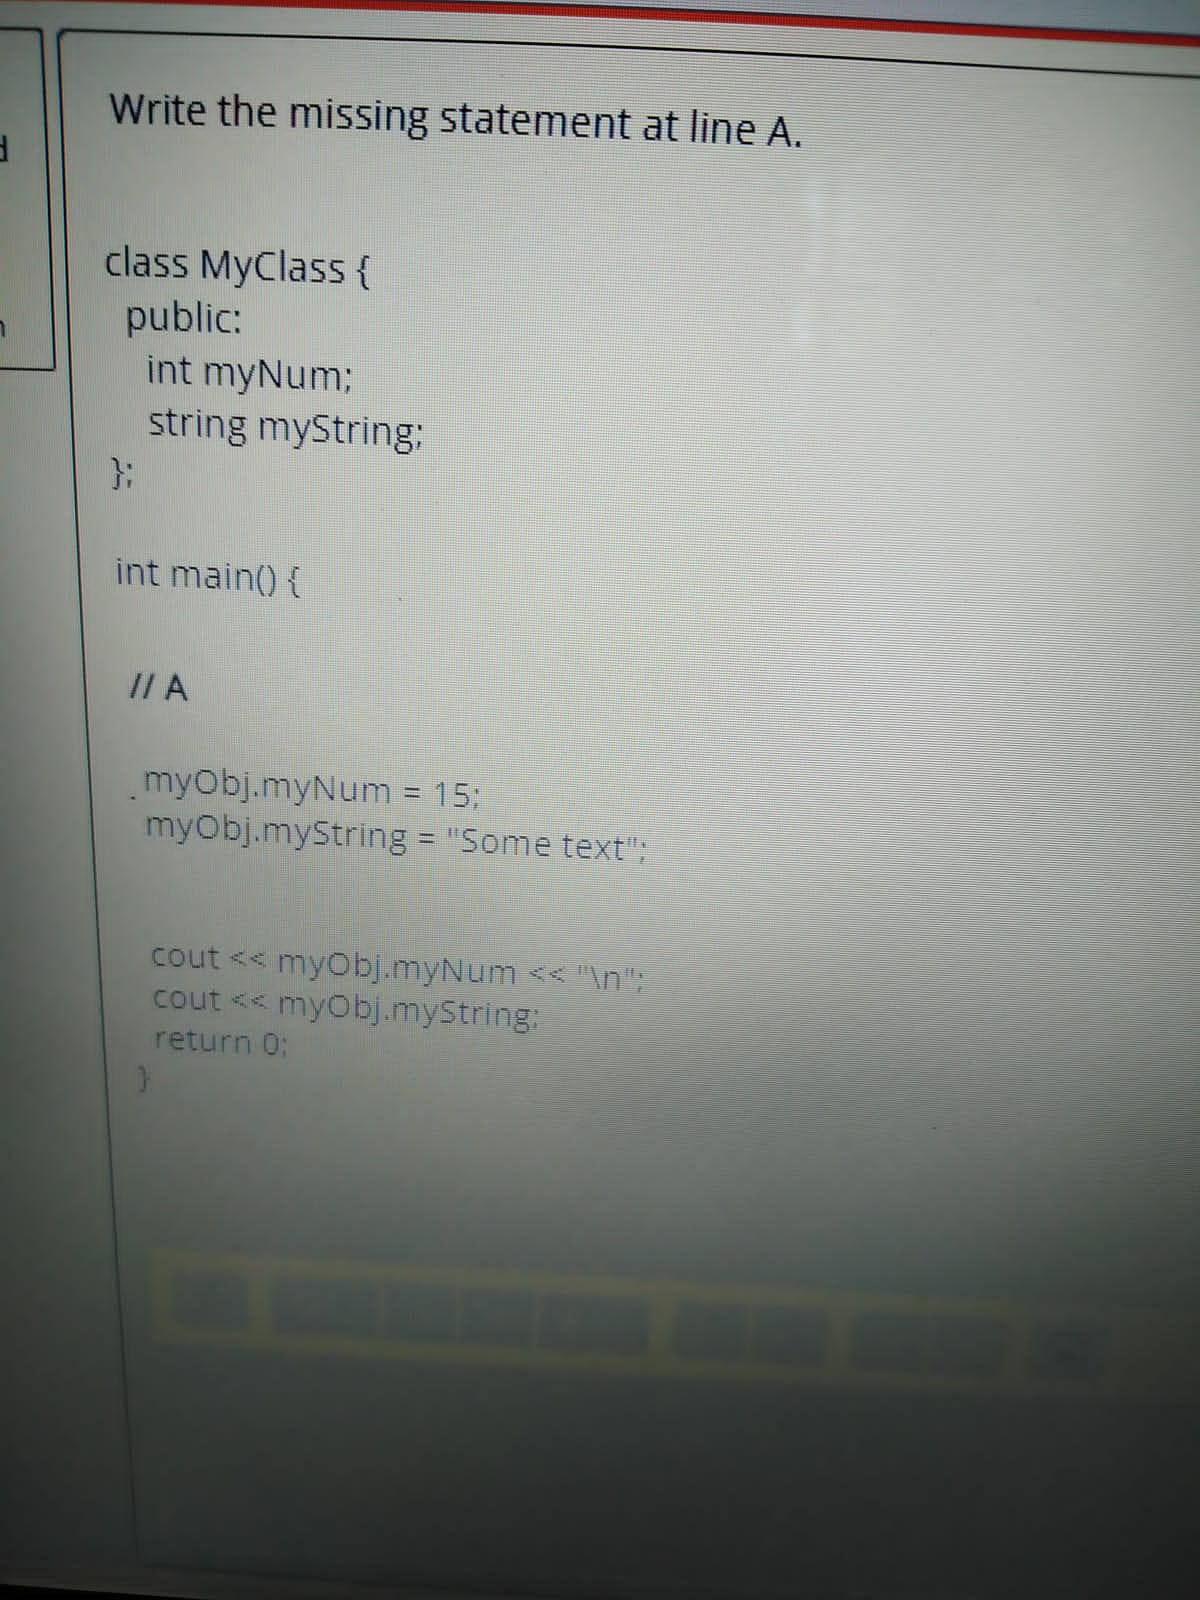 Write the missing statement at line A.
class MyClass {
public:
int myNum;
string myString;
};
int main() {
// A
myObj.myNum = 15;
myObj.myString = "Some text";
cout << myObj.myNum << "\n";
cout << myObj.myString;
return 0;
}